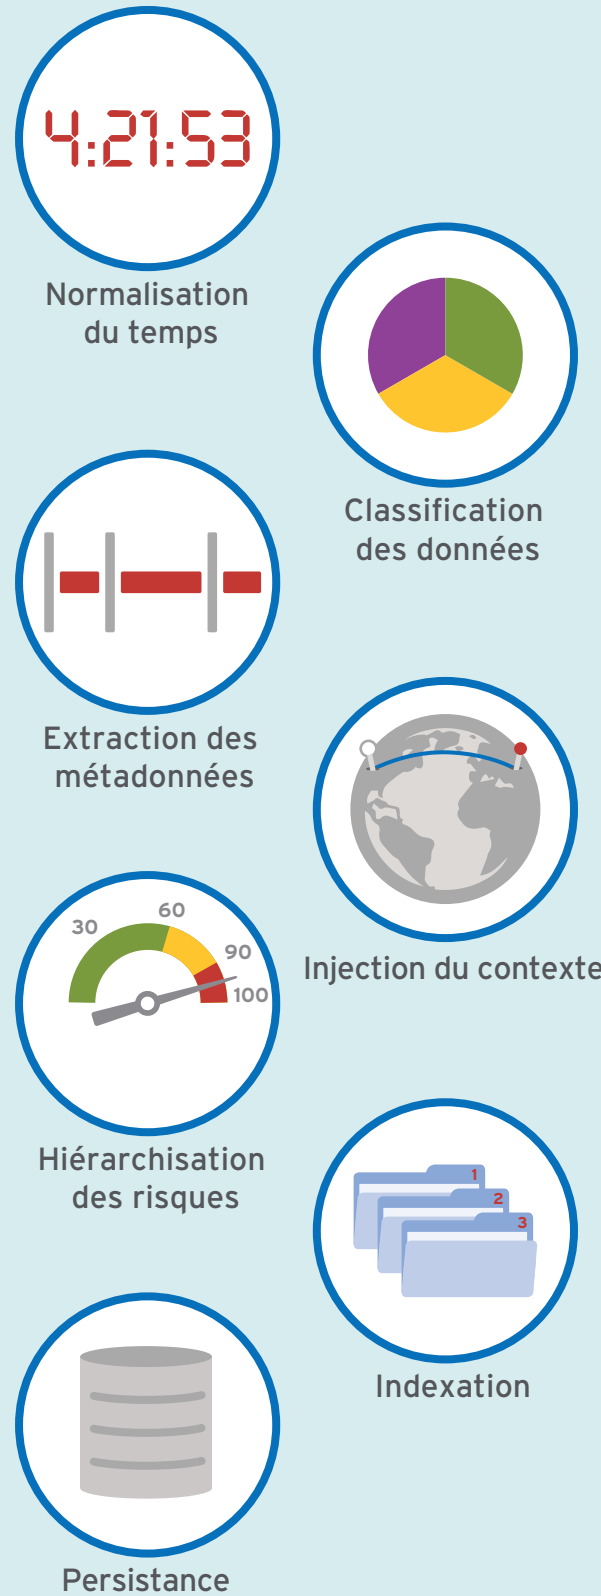 4:21:53
Normalisation
du temps
Classification
des données
Extraction des
métadonnées
Injection du contexte
30
60
90
100
Hiérarchisation
des risques
1
2
3
Indexation
Persistance